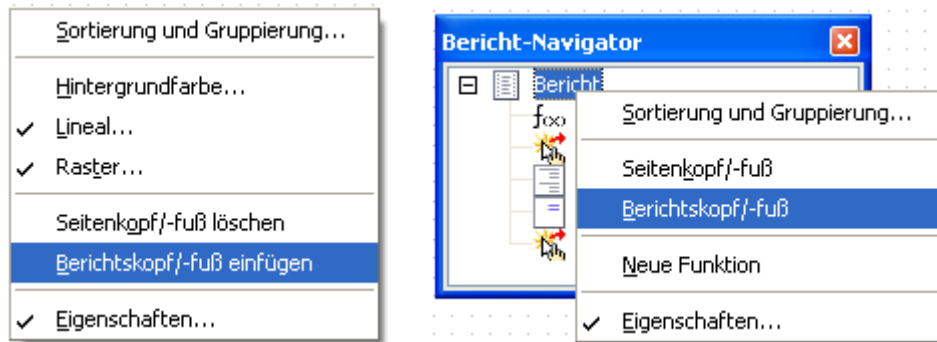 Sortierung und Gruppierung...
Hintergrundfarbe...
Lineal...
Raster...
Seitenkopf/-fuß löschen
Berichtskopf/-fuß einfügen
Eigenschaften...
Bericht-Navigator
Bericht
f(x)
Sortierung und Gruppierung...
Seitenkopf/-fuß
Berichtskopf/-fuß
Neue Funktion
Eigenschaften...